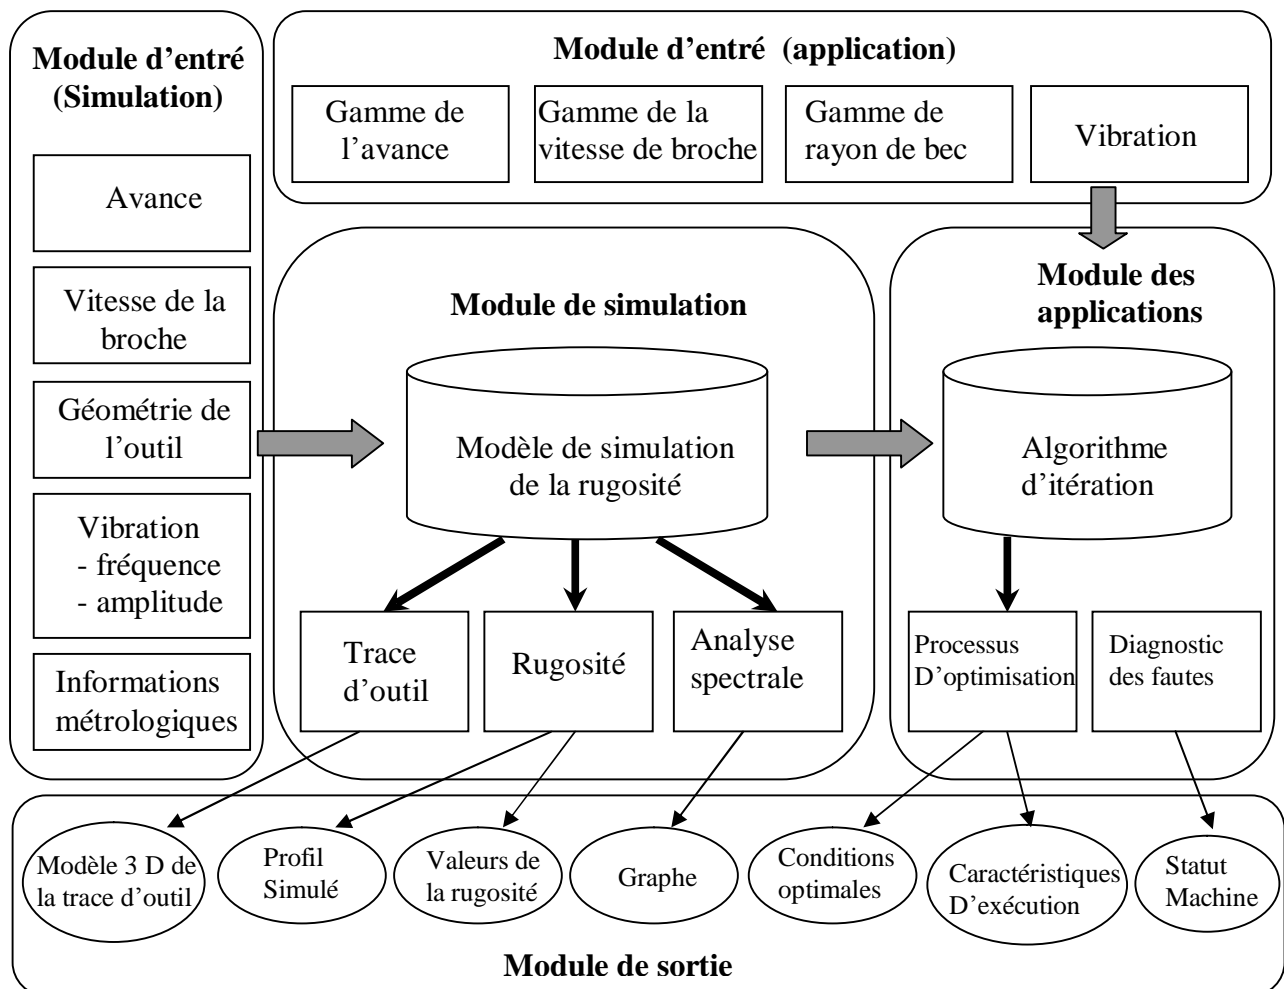 Module d'entré
(Simulation)
Avance
Vitesse de la
broche
Géométrie de
l'outil
Vibration
- fréquence
- amplitude
Informations
métrologiques
Module d'entré (application)
Gamme de
l'avance
Gamme de la
vitesse de broche
Gamme de
rayon de bec
Vibration
Module de simulation
Modèle de simulation
de la rugosité
Trace
d'outil
Rugosité
Analyse
spectrale
Module des
applications
Algorithme
d'itération
Processus
D'optimisation
Diagnostic
des fautes
Modèle 3 D de
la trace d'outil
Profil
Simulé
Valeurs de
la rugosité
Graphe
Conditions
optimales
Caractéristiques
D'exécution
Statut
Machine
Module de sortie